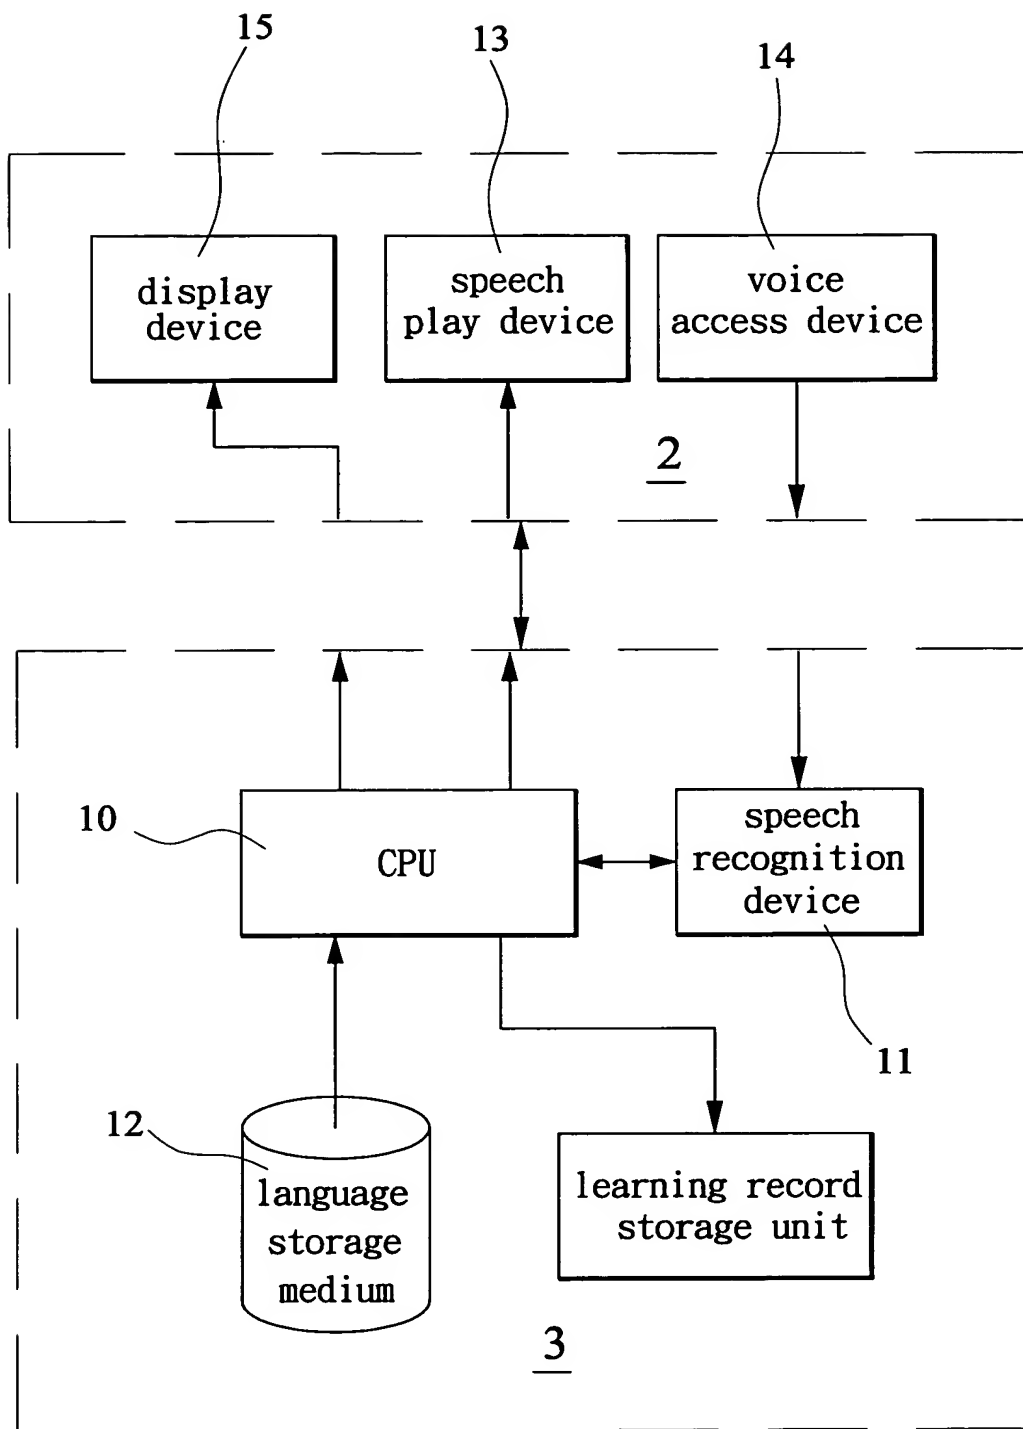 15
13
14
display
device
speech
play device
voice
access device
2
10
CPU
speech
recognition
device
11
12
language
storage
medium
learning record
storage unit
3